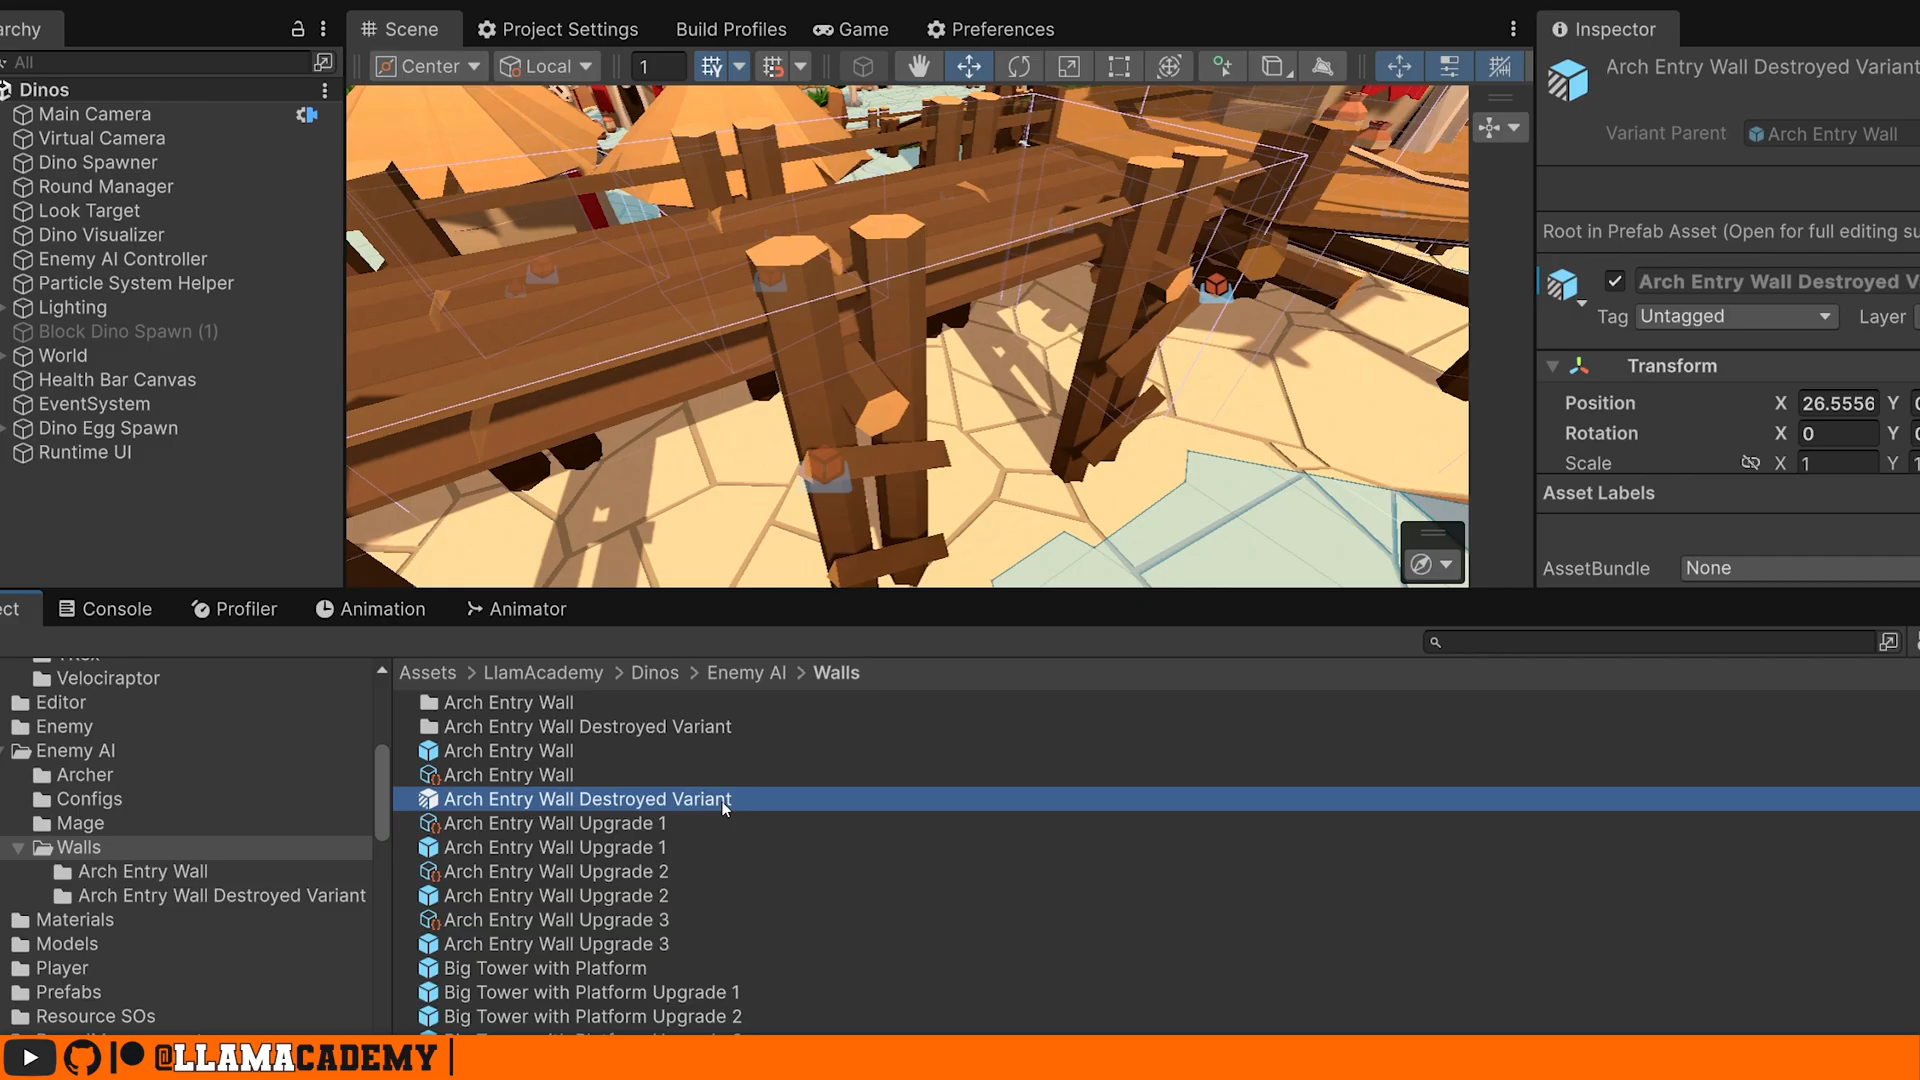 archy
Scene
Project Settings
Build Profiles
Game
Preferences
Inspector
All
Center
Local
1
Arch Entry Wall Destroyed Variant
Dinos
Main Camera
Virtual Camera
Dino Spawner
Round Manager
Look Target
Dino Visualizer
Enemy AI Controller
Particle System Helper
Lighting
Block Dino Spawn (1)
World
Health Bar Canvas
EventSystem
Dino Egg Spawn
Runtime UI
Variant Parent
Arch Entry Wall
Root in Prefab Asset (Open for full editing su
Arch Entry Wall Destroyed V
Tag
Untagged
Layer
Transform
Position
X
26.5556
Y
Rotation
X
0
Y
Scale
X
1
Y
Asset Labels
AssetBundle
None
ect
Console
Profiler
Animation
Animator
Assets > LlamAcademy > Dinos > Enemy AI > Walls
Velociraptor
Editor
Enemy
Enemy AI
Archer
Configs
Mage
Walls
Arch Entry Wall
Arch Entry Wall Destroyed Variant
Materials
Models
Player
Prefabs
Resource SOs
Arch Entry Wall
Arch Entry Wall Destroyed Variant
Arch Entry Wall
Arch Entry Wall
Arch Entry Wall Destroyed Variant
Arch Entry Wall Upgrade 1
Arch Entry Wall Upgrade 1
Arch Entry Wall Upgrade 2
Arch Entry Wall Upgrade 2
Arch Entry Wall Upgrade 3
Arch Entry Wall Upgrade 3
Big Tower with Platform
Big Tower with Platform Upgrade 1
Big Tower with Platform Upgrade 2
@LLAMACADEMY